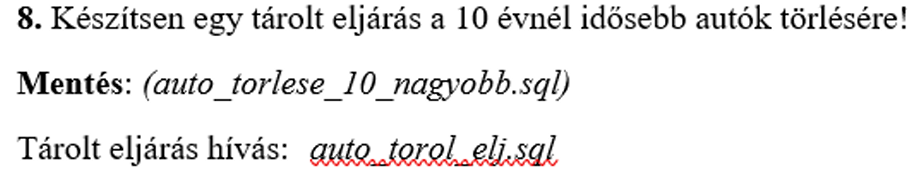 8. Készítsen egy tárolt eljárás a 10 évnél idősebb autók törlésére!
Mentés: (auto_torlese_10_nagyobb.sql)
Tárolt eljárás hívás: auto_torol_elj.sql